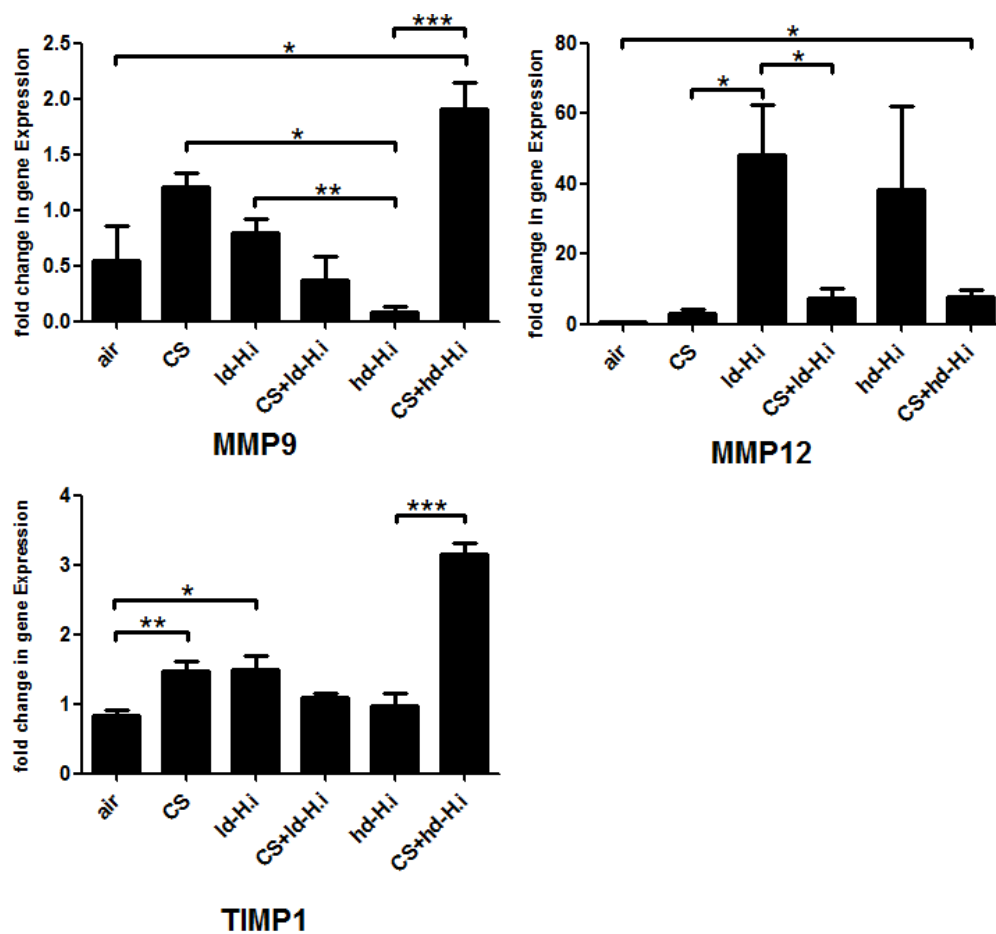 ***
*
*
**
fold change in gene Expression
2.5
2.0
1.5
1.0
0.5
0.0
air
CS
ld-H.i
CS+ld-H.i
hd-H.i
CS+hd-H.i
MMP9
*
*
*
fold change in gene Expression
80
60
40
20
0
air
CS
ld-H.i
CS+ld-H.i
hd-H.i
CS+hd-H.i
MMP12
***
*
**
fold change in gene Expression
4
3
2
1
0
air
CS
ld-H.i
CS+ld-H.i
hd-H.i
CS+hd-H.i
TIMP1